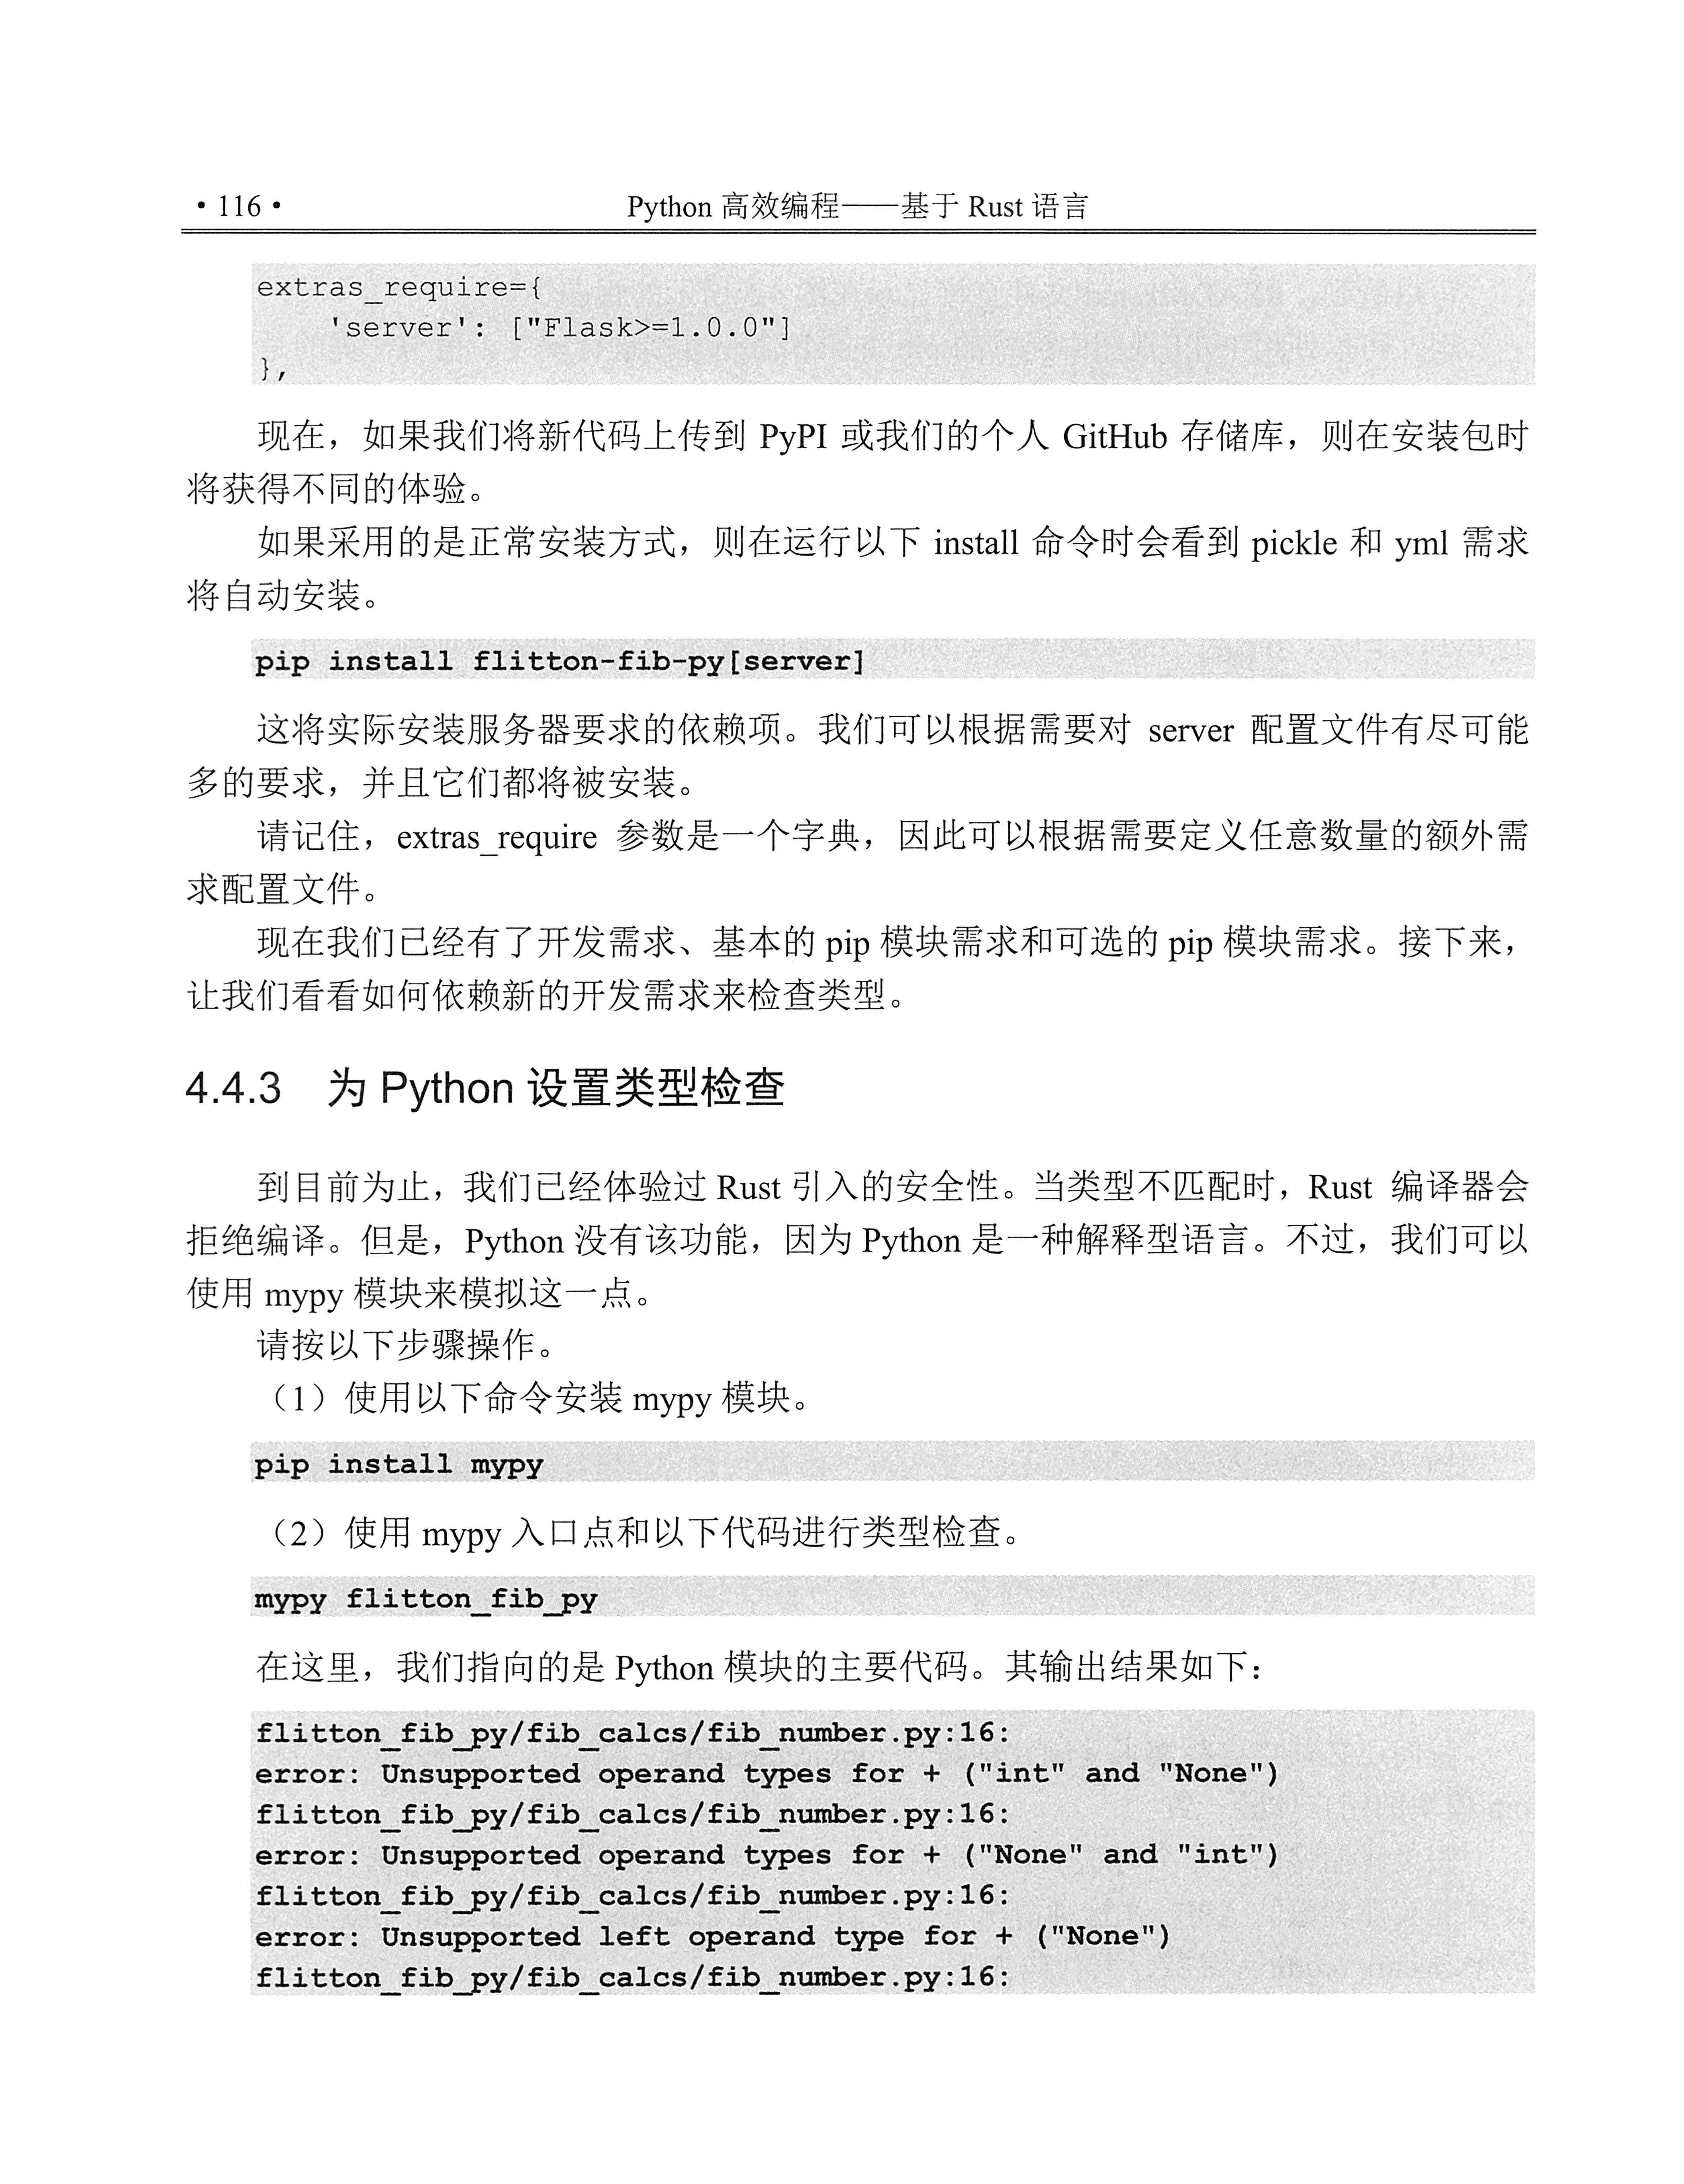 • 116 •
Python 高效编程——基于 Rust 语言
extras_require={
    'server': ["Flask>=1.0.0"]
},
现在，如果我们将新代码上传到 PyPI 或我们的个人 GitHub 存储库，则在安装包时
将获得不同的体验。
如果采用的是正常安装方式，则在运行以下 install 命令时会看到 pickle 和 yml 需求
将自动安装。
pip install flitton-fib-py[server]
这将实际安装服务器要求的依赖项。我们可以根据需要对 server 配置文件有尽可能
多的要求，并且它们都将被安装。
请记住，extras_require 参数是一个字典，因此可以根据需要定义任意数量的额外需
求配置文件。
现在我们已经有了开发需求、基本的 pip 模块需求和可选的 pip 模块需求。接下来，
让我们看看如何依赖新的开发需求来检查类型。
4.4.3 为 Python 设置类型检查
到目前为止，我们已经体验过 Rust 引入的安全性。当类型不匹配时，Rust 编译器会
拒绝编译。但是，Python 没有该功能，因为 Python 是一种解释型语言。不过，我们可以
使用 mypy 模块来模拟这一点。
请按以下步骤操作。
（1）使用以下命令安装 mypy 模块。
pip install mypy
（2）使用 mypy 入口点和以下代码进行类型检查。
mypy flitton_fib_py
在这里，我们指向的是 Python 模块的主要代码。其输出结果如下：
flitton_fib_py/fib_calcs/fib_number.py:16:
error: Unsupported operand types for + ("int" and "None")
flitton_fib_py/fib_calcs/fib_number.py:16:
error: Unsupported operand types for + ("None" and "int")
flitton_fib_py/fib_calcs/fib_number.py:16:
error: Unsupported left operand type for + ("None")
flitton_fib_py/fib_calcs/fib_number.py:16: